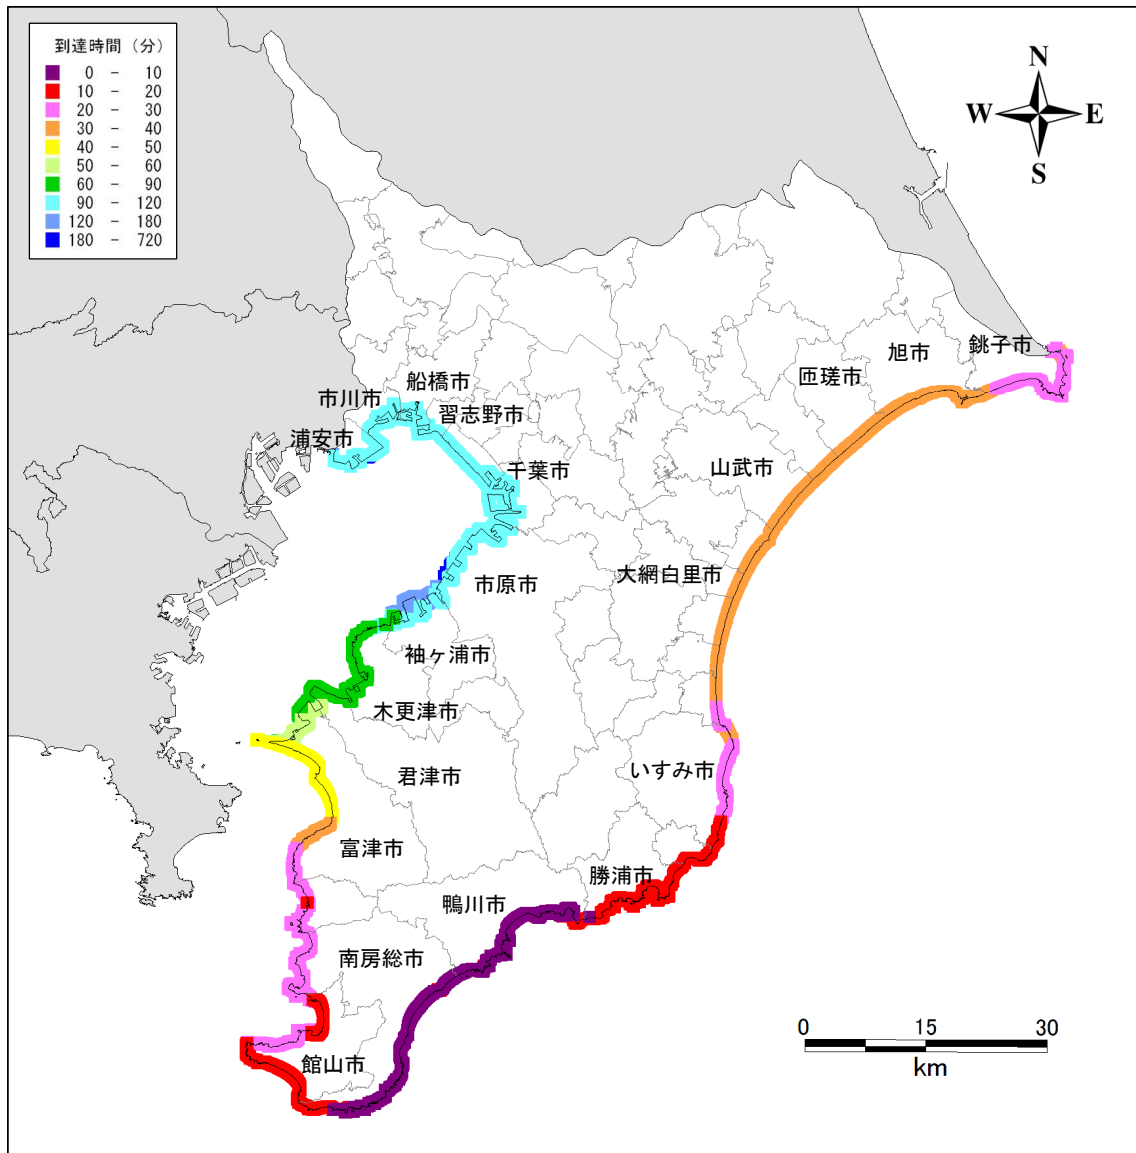 到達時間（分）
0 － 10
10 － 20
20 － 30
30 － 40
40 － 50
50 － 60
60 － 90
90 － 120
120 － 180
180 － 720
N
W E
S
銚子市
旭市
匝瑳市
船橋市
市川市
習志野市
浦安市
千葉市
山武市
大網白里市
市原市
袖ヶ浦市
木更津市
いすみ市
君津市
富津市
勝浦市
鴨川市
南房総市
館山市
0 15 30
km